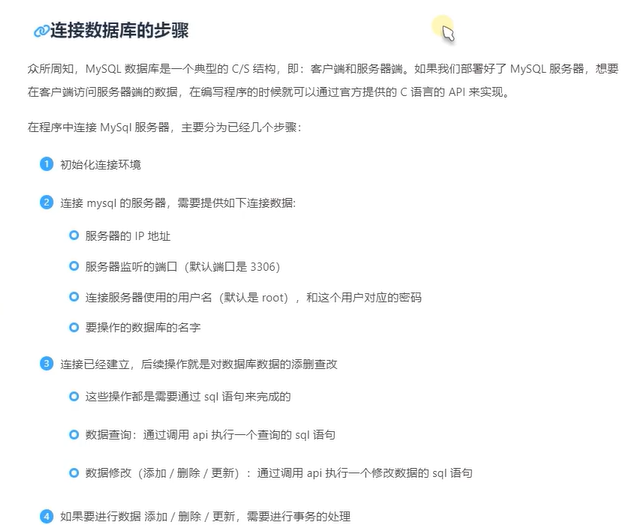 连接数据库的步骤
众所周知，MySQL 数据库是一个典型的 C/S 结构，即：客户端和服务器端。如果我们部署好了 MySQL 服务器，想要
在客户端访问服务器端的数据，在编写程序的时候就可以通过官方提供的 C 语言的 API 来实现。
在程序中连接 MySql 服务器，主要分为已经几个步骤：
1 初始化连接环境
2 连接 mysql 的服务器，需要提供如下连接数据:
服务器的 IP 地址
服务器监听的端口（默认端口是 3306）
连接服务器使用的用户名（默认是 root），和这个用户对应的密码
要操作的数据库的名字
3 连接已经建立，后续操作就是对数据库数据的添删查改
这些操作都是需要通过 sql 语句来完成的
数据查询：通过调用 api 执行一个查询的 sql 语句
数据修改（添加 / 删除 / 更新）：通过调用 api 执行一个修改数据的 sql 语句
4 如果要进行数据 添加 / 删除 / 更新，需要进行事务的处理